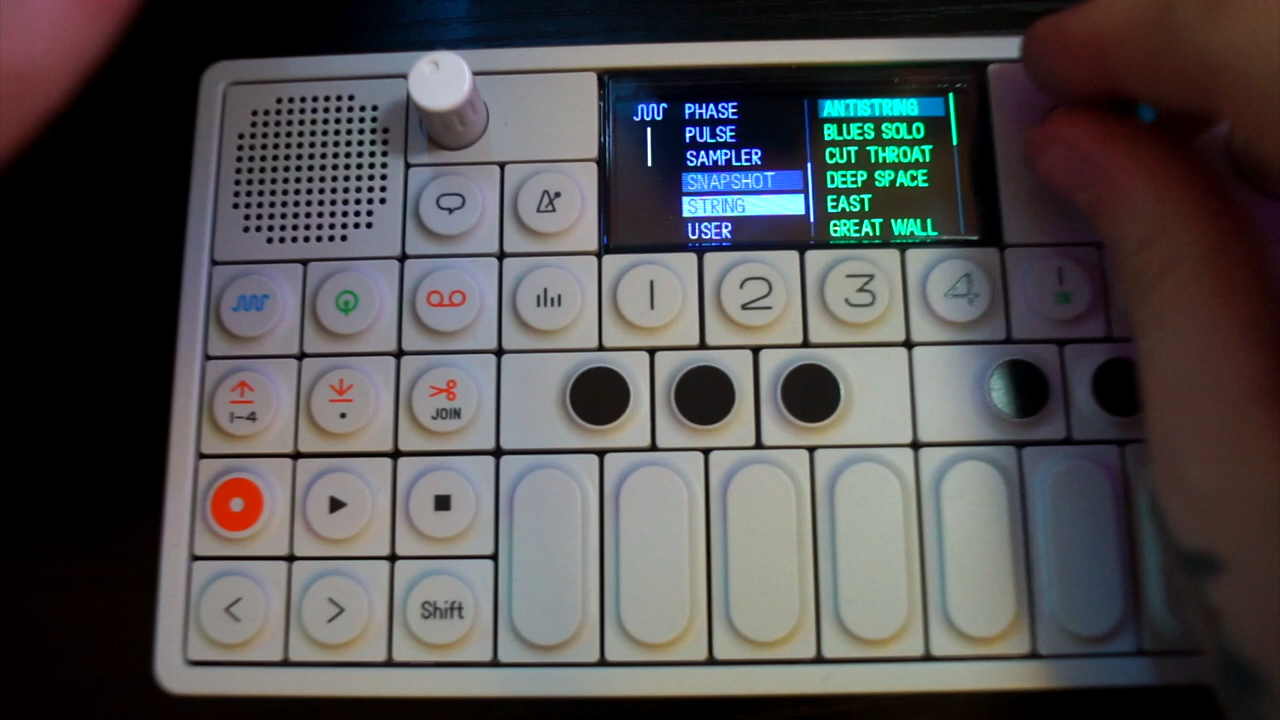 PHASE
PULSE
SAMPLER
SNAPSHOT
STRING
USER
ANTISTRING
BLUES SOLO
CUT THROAT
DEEP SPACE
EAST
GREAT WALL
1
2
3
4
1
1-4
JOIN
Shift